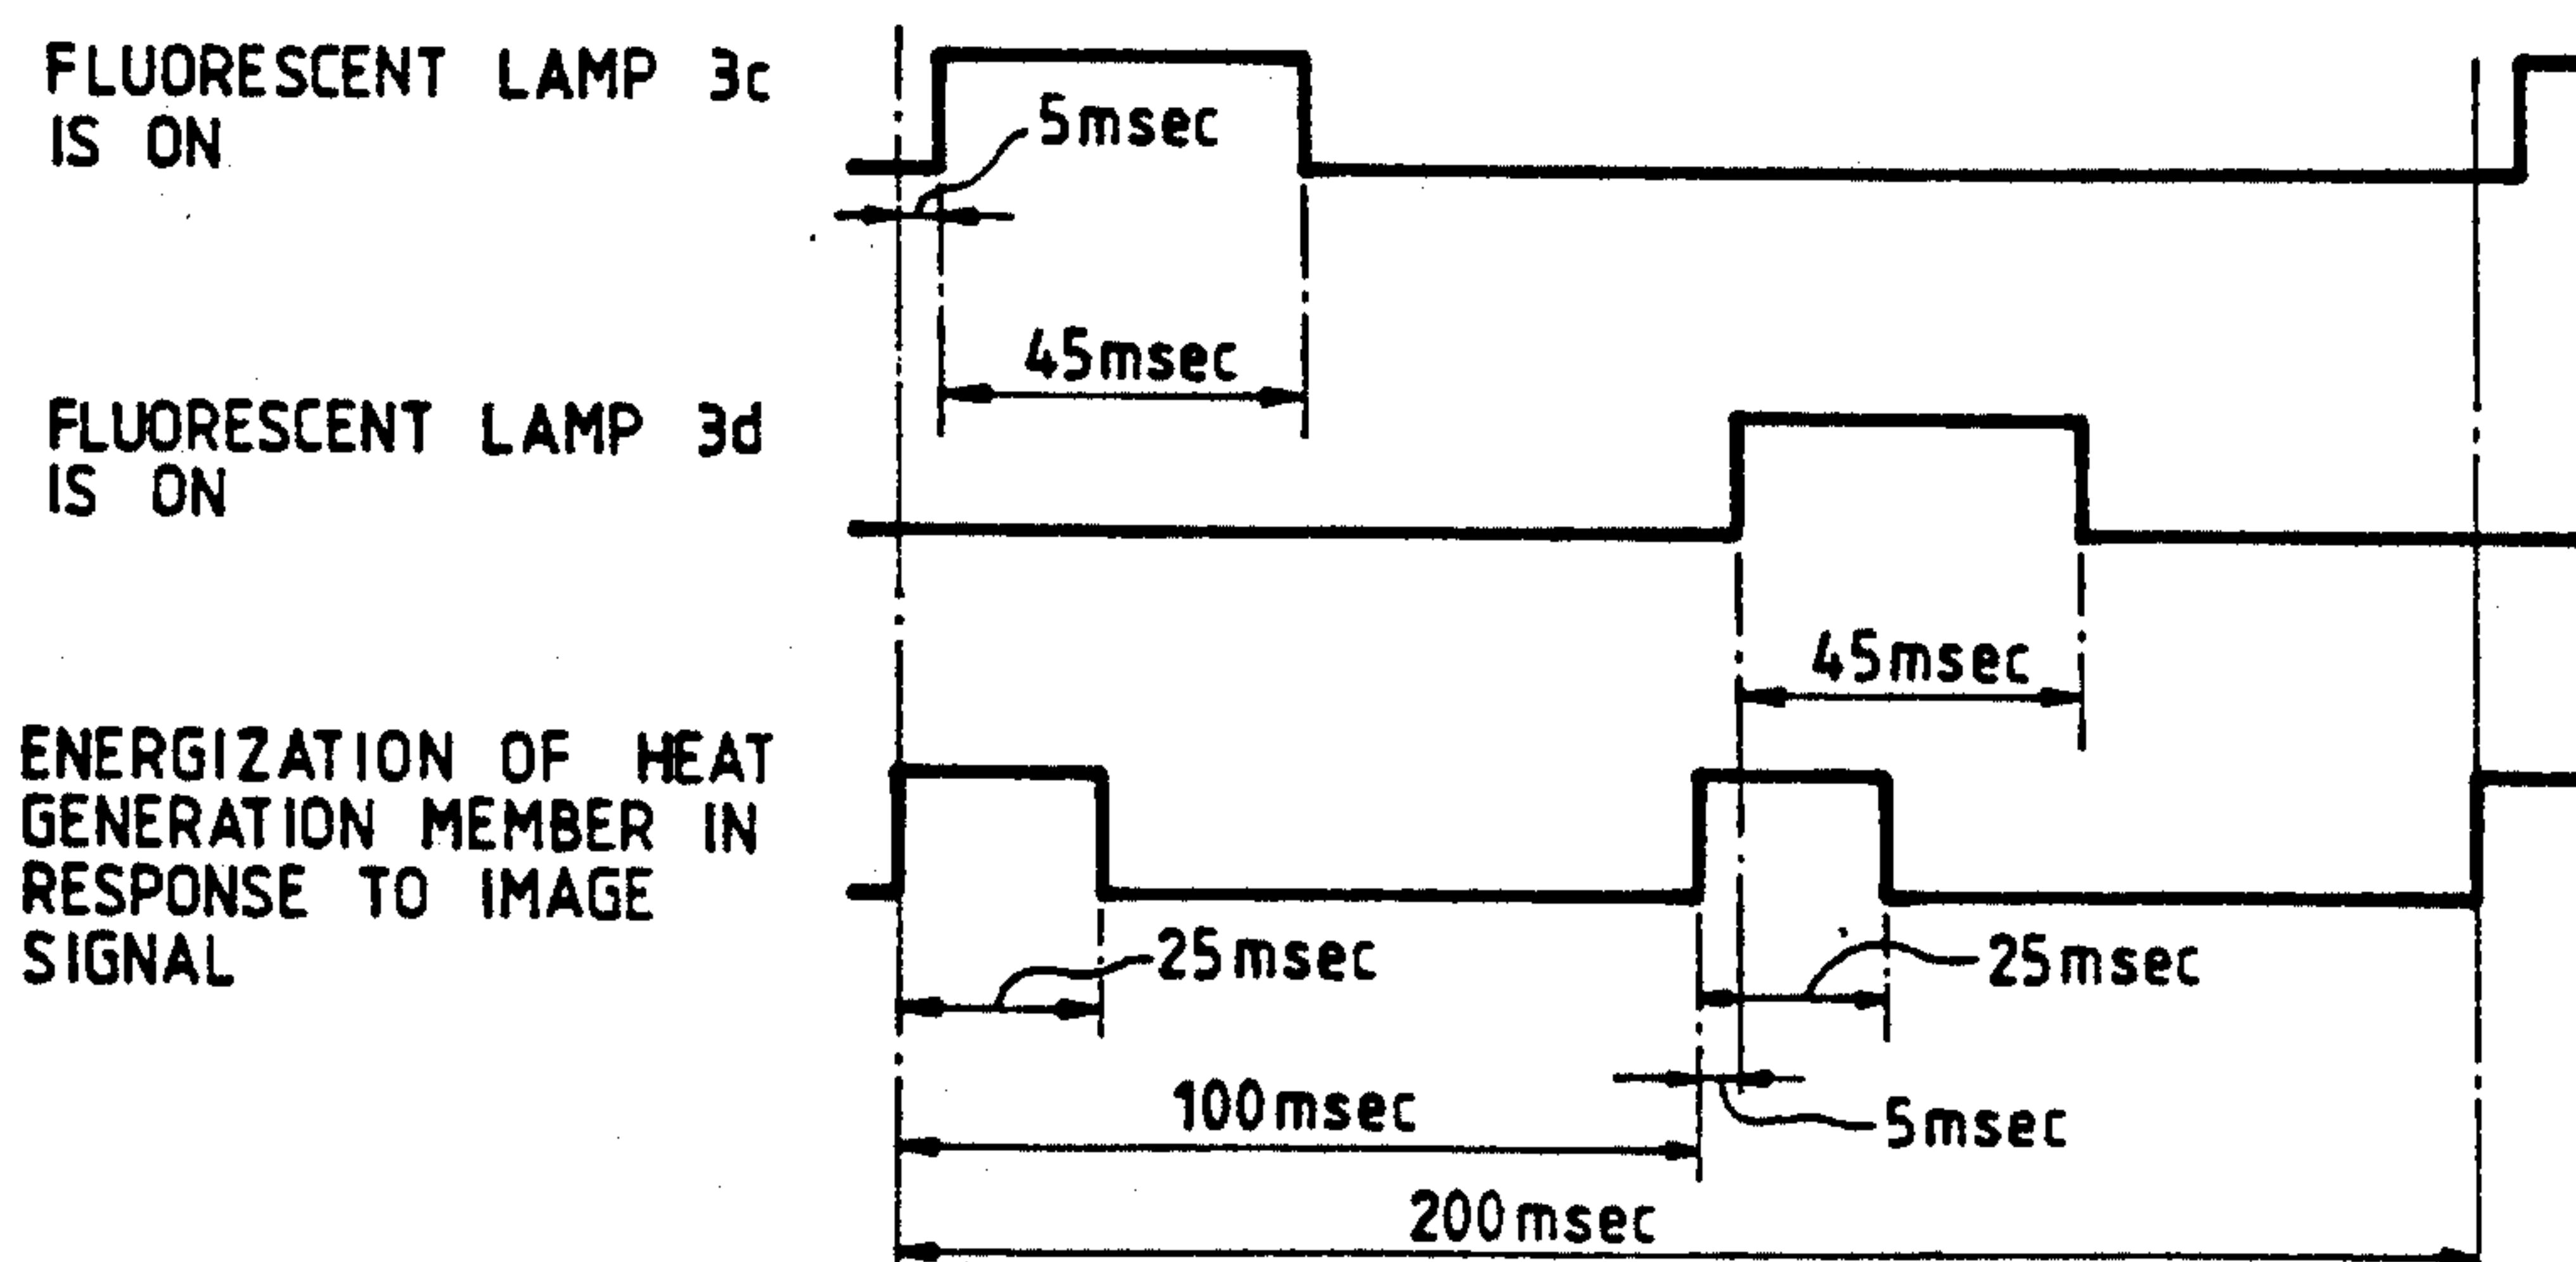 FLUORESCENT LAMP 3c
IS ON
5msec
45msec
FLUORESCENT LAMP 3d
IS ON
45msec
ENERGIZATION OF HEAT
GENERATION MEMBER IN
RESPONSE TO IMAGE
SIGNAL
25msec
25msec
100msec
5msec
200msec